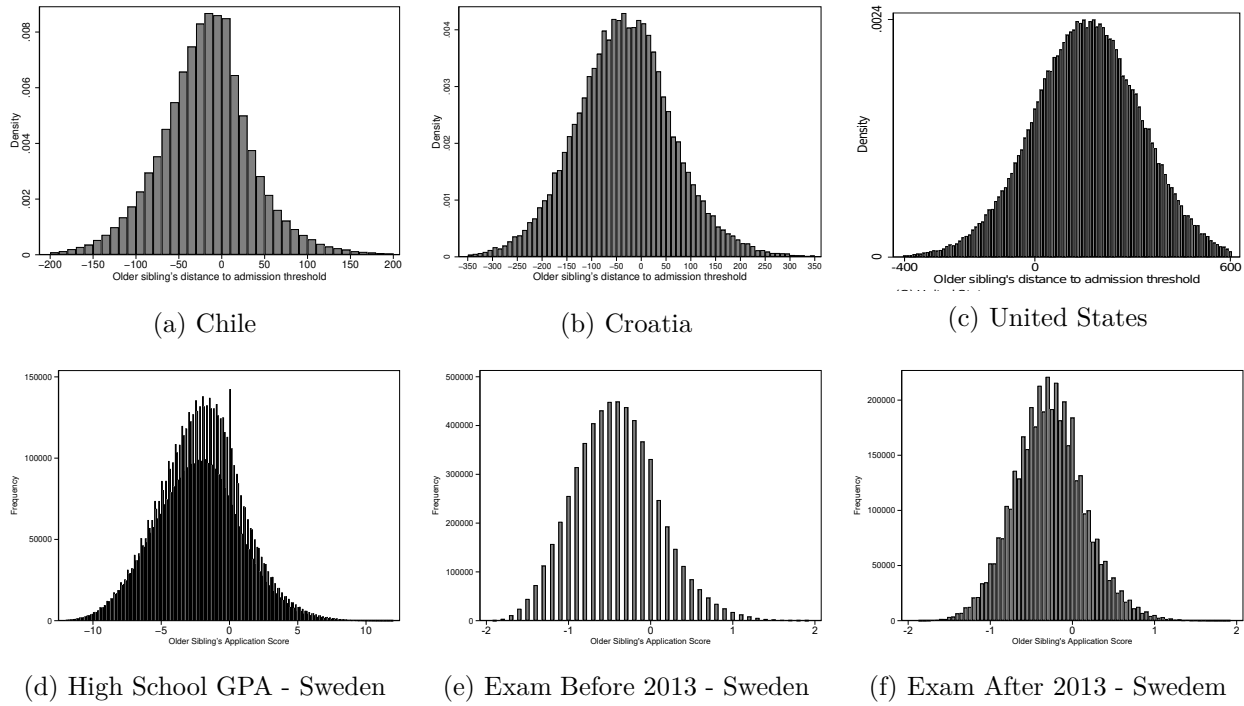 .008
.006
.004
.002
0
Density
−200 −150 −100 −50 0 50 100 150 200
Older sibling's distance to admission threshold
(a) Chile
.004
.003
.002
.001
0
Density
−350 −300 −250 −200 −150 −100 −50 0 50 100 150 200 250 300 350
Older sibling's distance to admission threshold
(b) Croatia
.0024
0
Density
-400 0 600
Older sibling's distance to admission threshold
(c) United States
150000
100000
50000
0
Frequency
−10 −5 0 5 10
Older Sibling's Application Score
(d) High School GPA - Sweden
500000
400000
300000
200000
100000
0
Frequency
-2 -1 0 1 2
Older Sibling's Application Score
(e) Exam Before 2013 - Sweden
200000
150000
100000
50000
0
Frequency
-2 -1 0 1 2
Older Sibling's Application Score
(f) Exam After 2013 - Swedem